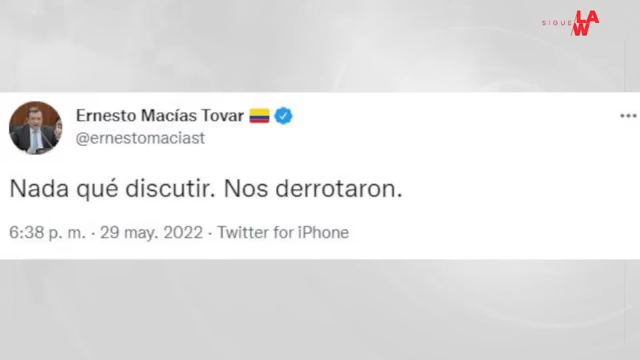 SIGUE LA W
Ernesto Macías Tovar
@ernestomaciast
Nada qué discutir. Nos derrotaron.
6:38 p. m. · 29 may. 2022 · Twitter for iPhone